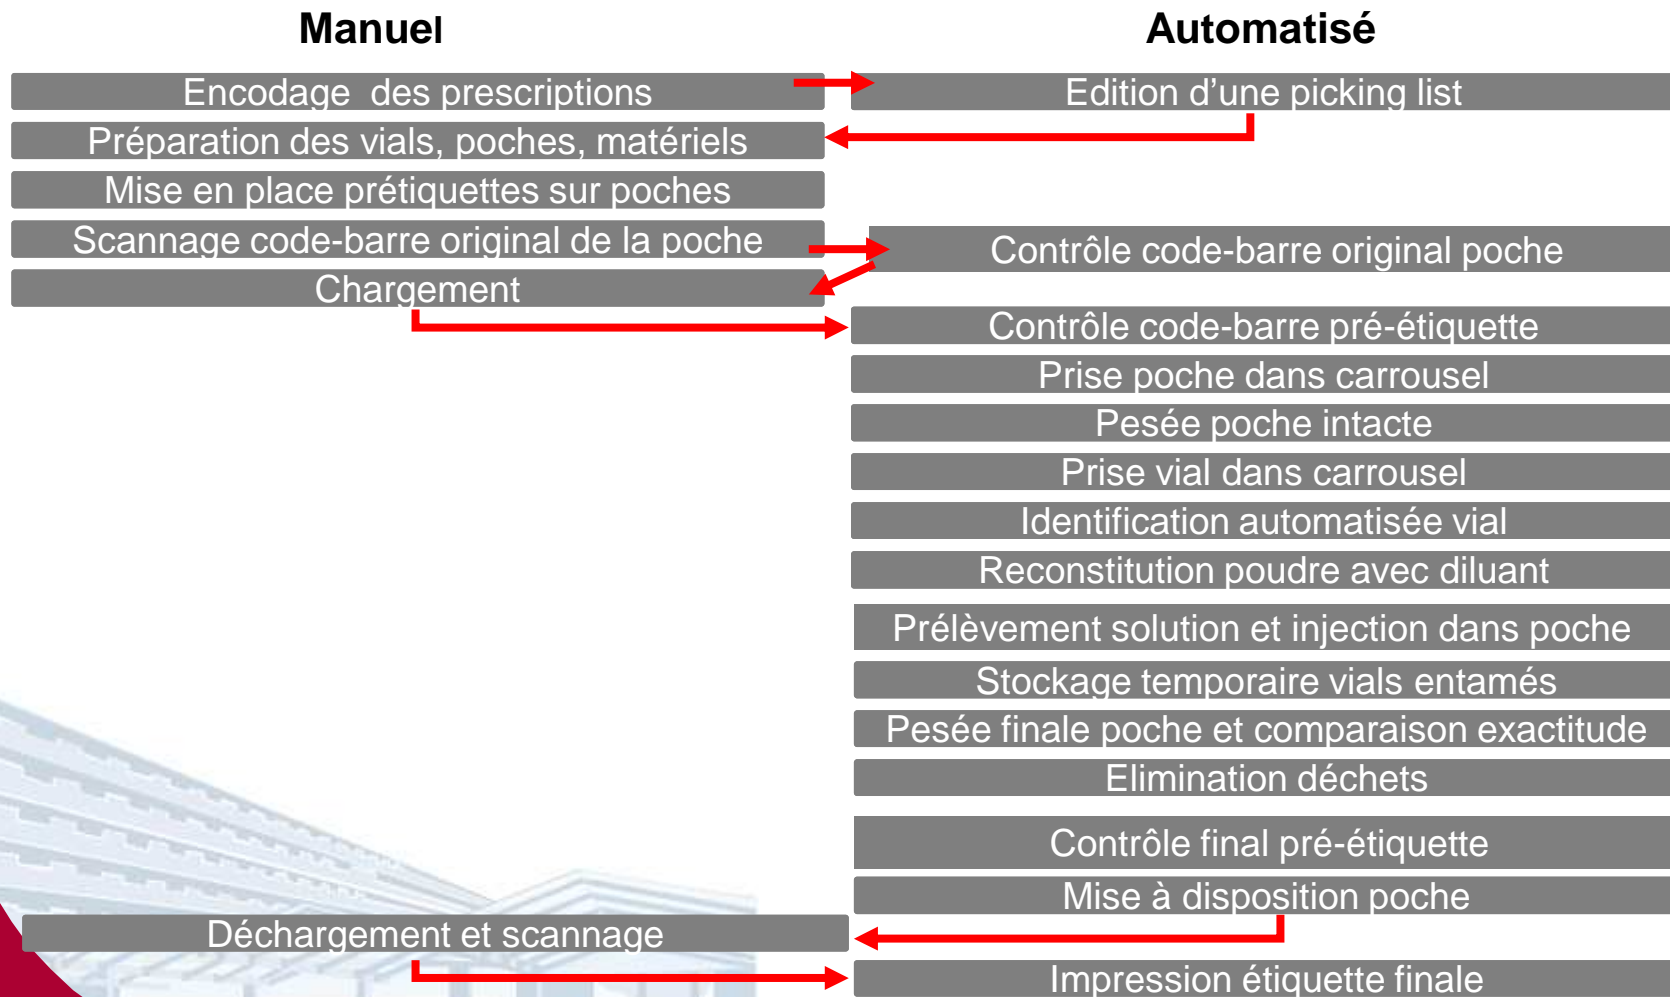 Manuel
Automatisé
Encodage des prescriptions
Edition d'une picking list
Préparation des vials, poches, matériels
Mise en place prétiquettes sur poches
Scannage code-barre original de la poche
Contrôle code-barre original poche
Chargement
Contrôle code-barre pré-étiquette
Prise poche dans carrousel
Pesée poche intacte
Prise vial dans carrousel
Identification automatisée vial
Reconstitution poudre avec diluant
Prélèvement solution et injection dans poche
Stockage temporaire vials entamés
Pesée finale poche et comparaison exactitude
Elimination déchets
Contrôle final pré-étiquette
Mise à disposition poche
Déchargement et scannage
Impression étiquette finale